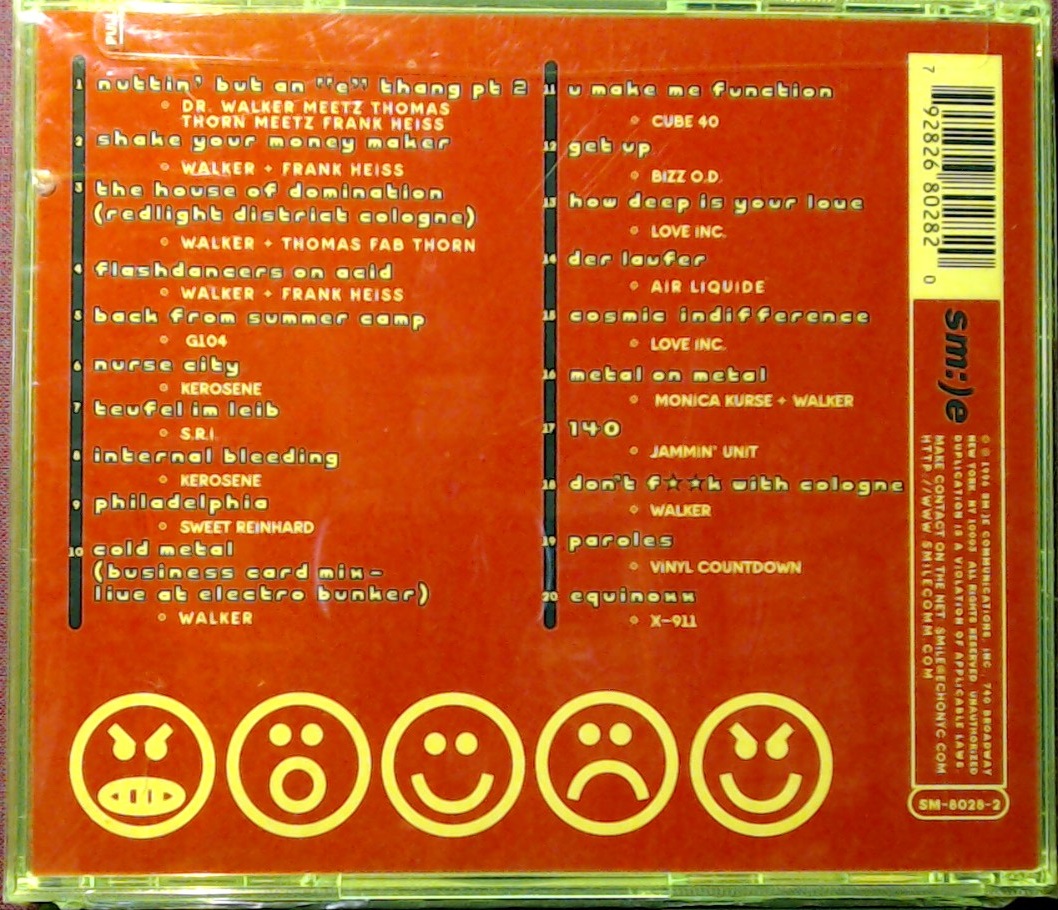 PULL
1 nuttin' but an "e" thang pt 2
DR. WALKER MEETZ THOMAS
THORN MEETZ FRANK HEISS
2 shake your money maker
WALKER + FRANK HEISS
3 the house of domination
(redlight district cologne)
WALKER + THOMAS FAB THORN
4 flashdancers on acid
WALKER + FRANK HEISS
5 back from summer camp
G104
6 nurse city
KEROSENE
7 teufel im leib
S.R.I.
8 internal bleeding
KEROSENE
9 philadelphia
SWEET REINHARD
10 cold metal
(business card mix-
live at electro bunker)
WALKER
11 u make me function
CUBE 40
12 get up
BIZZ O.D.
13 how deep is your love
LOVE INC.
14 der laufer
AIR LIQUIDE
15 cosmic indifference
LOVE INC.
16 metal on metal
MONICA KURSE + WALKER
17 140
JAMMIN' UNIT
18 don't f☆☆k with cologne
WALKER
19 paroles
VINYL COUNTDOWN
20 equinoxx
X-911
7 92826 80282 0
sm:)e
℗ © 1996 SM:)E COMMUNICATIONS, INC. 740 BROADWAY
NEW YORK, NY 10003 ALL RIGHTS RESERVED. UNAUTHORIZED
DUPLICATION IS A VIOLATION OF APPLICABLE LAWS.
MAKE CONTACT ON THE NET: SMILE@ECHONYC.COM
HTTP://WWW.SMILECOMM.COM
SM-8028-2